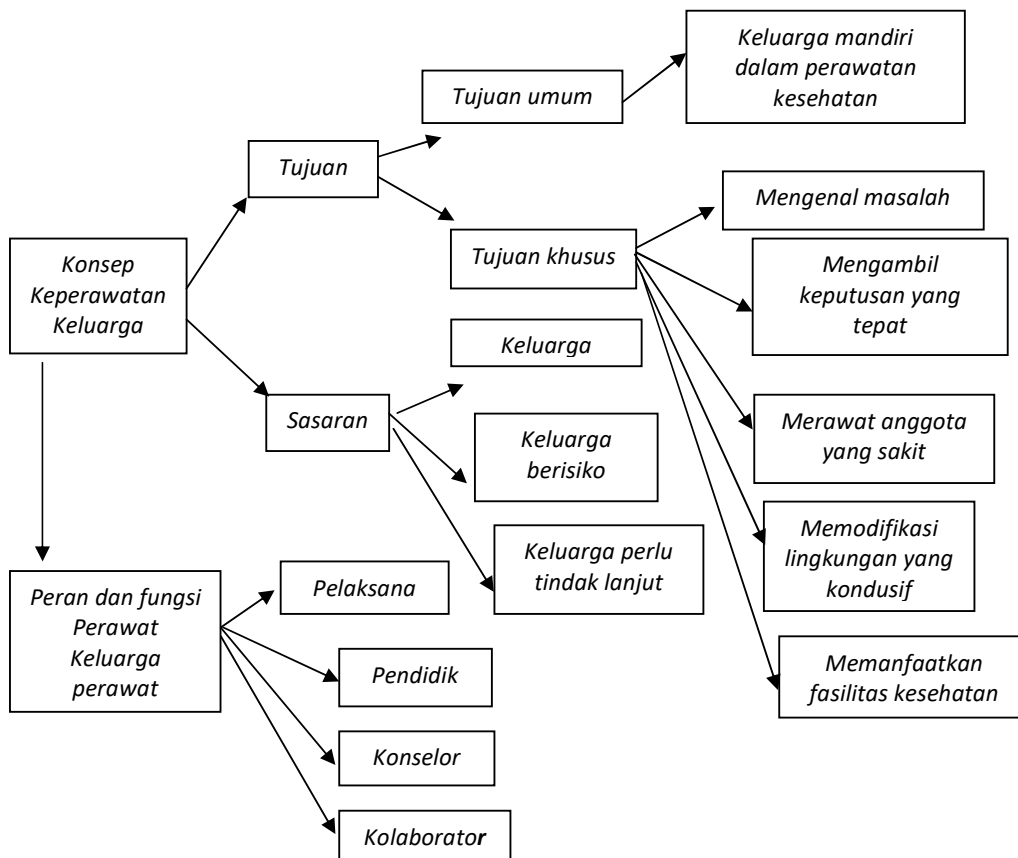 Keluarga mandiri
dalam perawatan
kesehatan
Tujuan umum
Tujuan
Mengenal masalah
Tujuan khusus
Konsep
Keperawatan
Keluarga
Mengambil
keputusan yang
tepat
Keluarga
Sasaran
Merawat anggota
yang sakit
Keluarga
berisiko
Memodifikasi
lingkungan yang
kondusif
Keluarga perlu
tindak lanjut
Peran dan fungsi
Perawat
Keluarga
perawat
Pelaksana
Pendidik
Memanfaatkan
fasilitas kesehatan
Konselor
Kolaborator